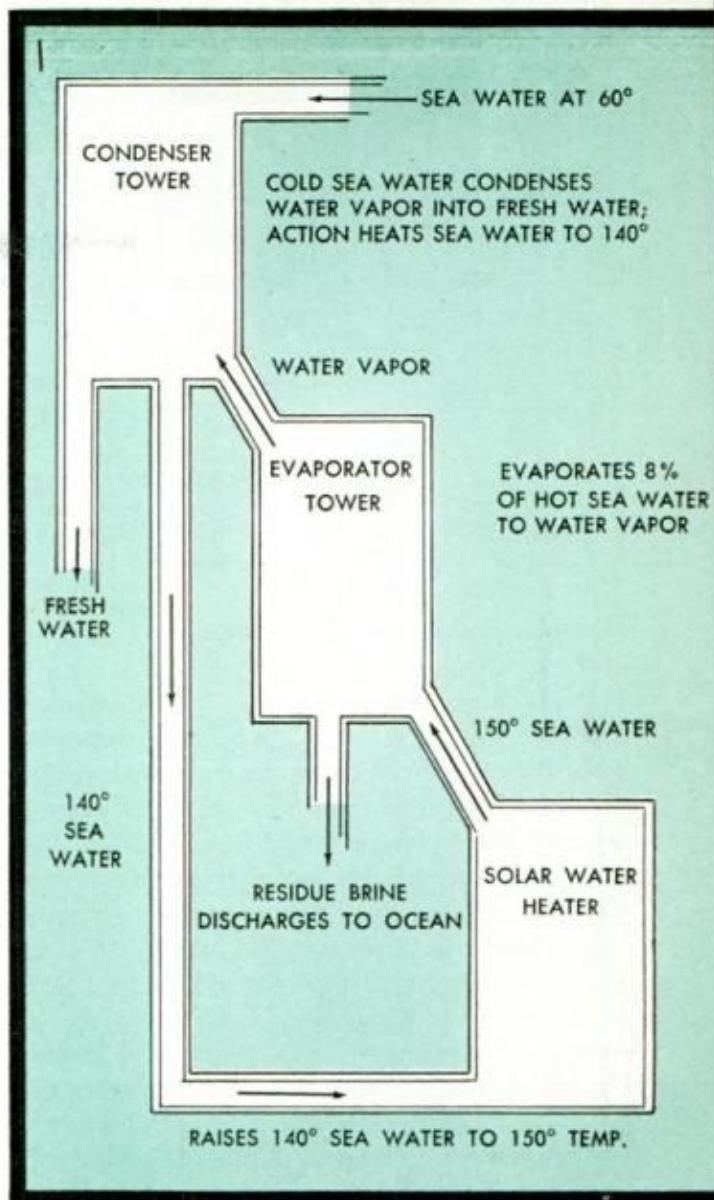 1
SEA WATER AT 60°
CONDENSER
TOWER
COLD SEA WATER CONDENSES
WATER VAPOR INTO FRESH WATER;
ACTION HEATS SEA WATER TO 140°
WATER VAPOR
EVAPORATOR
TOWER
EVAPORATES 8%
OF HOT SEA WATER
TO WATER VAPOR
FRESH
WATER
150° SEA WATER
140°
SEA
WATER
SOLAR WATER
HEATER
RESIDUE BRINE
DISCHARGES TO OCEAN
RAISES 140° SEA WATER TO 150° TEMP.